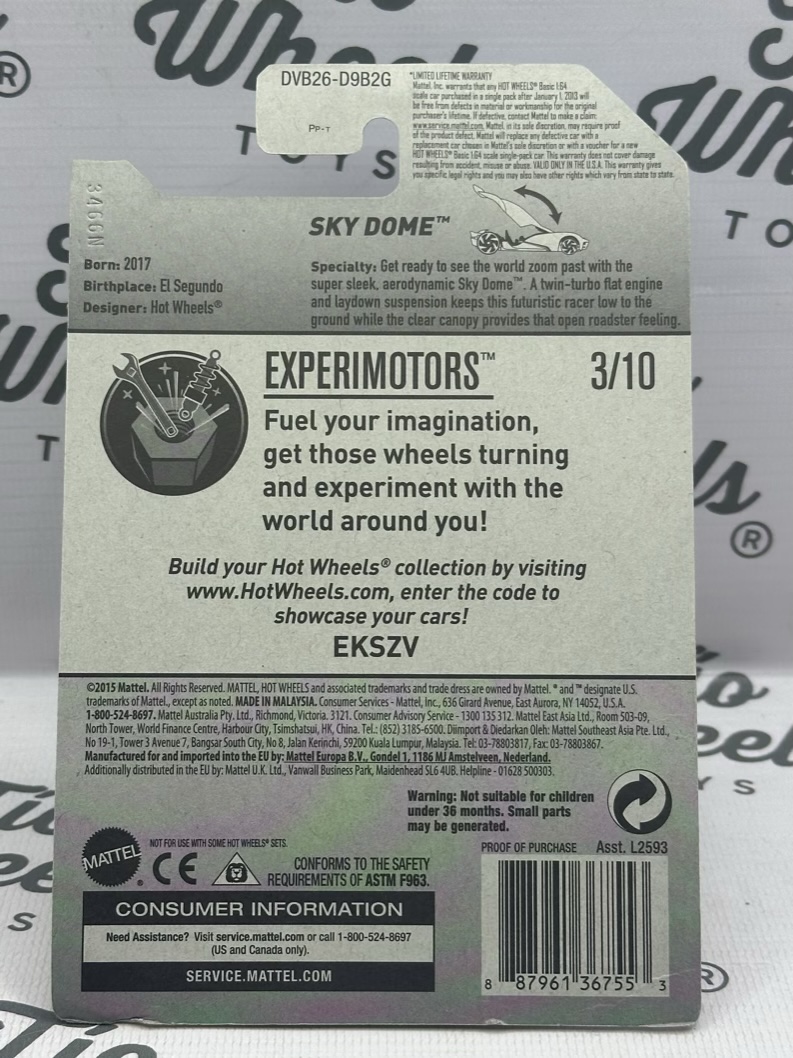 DVB26-D9B2G
PP-T
*LIMITED LIFETIME WARRANTY
Mattel, Inc. warrants that any HOT WHEELS® Basic 1:64
scale car purchased in a single pack after January 1, 2013 will
be free from defects in material or workmanship for the original
purchaser's lifetime. If defective, contact Mattel to make a claim:
www.service.mattel.com. Mattel, in its sole discretion, may require proof
of the product defect. Mattel will replace any defective car with a
replacement car chosen in Mattel's sole discretion or with a voucher for a new
HOT WHEELS® Basic 1:64 scale single-pack car. This warranty does not cover damage
resulting from accident, misuse or abuse. VALID ONLY IN THE U.S.A. This warranty gives
you specific legal rights and you may also have other rights which vary from state to state.
SKY DOME™
Born: 2017
Birthplace: El Segundo
Designer: Hot Wheels®
Specialty: Get ready to see the world zoom past with the
super sleek, aerodynamic Sky Dome™. A twin-turbo flat engine
and laydown suspension keeps this futuristic racer low to the
ground while the clear canopy provides that open roadster feeling.
EXPERIMOTORS™
3/10
Fuel your imagination,
get those wheels turning
and experiment with the
world around you!
Build your Hot Wheels® collection by visiting
www.HotWheels.com, enter the code to
showcase your cars!
EKSZV
©2015 Mattel. All Rights Reserved. MATTEL, HOT WHEELS and associated trademarks and trade dress are owned by Mattel. ® and ™ designate U.S.
trademarks of Mattel, except as noted. MADE IN MALAYSIA. Consumer Services - Mattel, Inc., 636 Girard Avenue, East Aurora, NY 14052, U.S.A.
1-800-524-8697. Mattel Australia Pty. Ltd., Richmond, Victoria. 3121. Consumer Advisory Service - 1300 135 312. Mattel East Asia Ltd., Room 503-09,
North Tower, World Finance Centre, Harbour City, Tsimshatsui, HK, China. Tel.: (852) 3185-6500. Diimport & Diedarkan Oleh: Mattel Southeast Asia Pte. Ltd.,
No 19-1, Tower 3 Avenue 7, Bangsar South City, No 8, Jalan Kerinchi, 59200 Kuala Lumpur, Malaysia. Tel: 03-78803817, Fax: 03-78803867.
Manufactured for and imported into the EU by: Mattel Europa B.V., Gondel 1, 1186 MJ Amstelveen, Nederland.
Additionally distributed in the EU by: Mattel U.K. Ltd., Vanwall Business Park, Maidenhead SL6 4UB. Helpline - 01628 500303.
Warning: Not suitable for children
under 36 months. Small parts
may be generated.
MATTEL ®
NOT FOR USE WITH SOME HOT WHEELS® SETS.
CE
CONFORMS TO THE SAFETY
REQUIREMENTS OF ASTM F963.
PROOF OF PURCHASE Asst. L2593
CONSUMER INFORMATION
Need Assistance? Visit service.mattel.com or call 1-800-524-8697
(US and Canada only).
SERVICE.MATTEL.COM
8 87961 36755 3